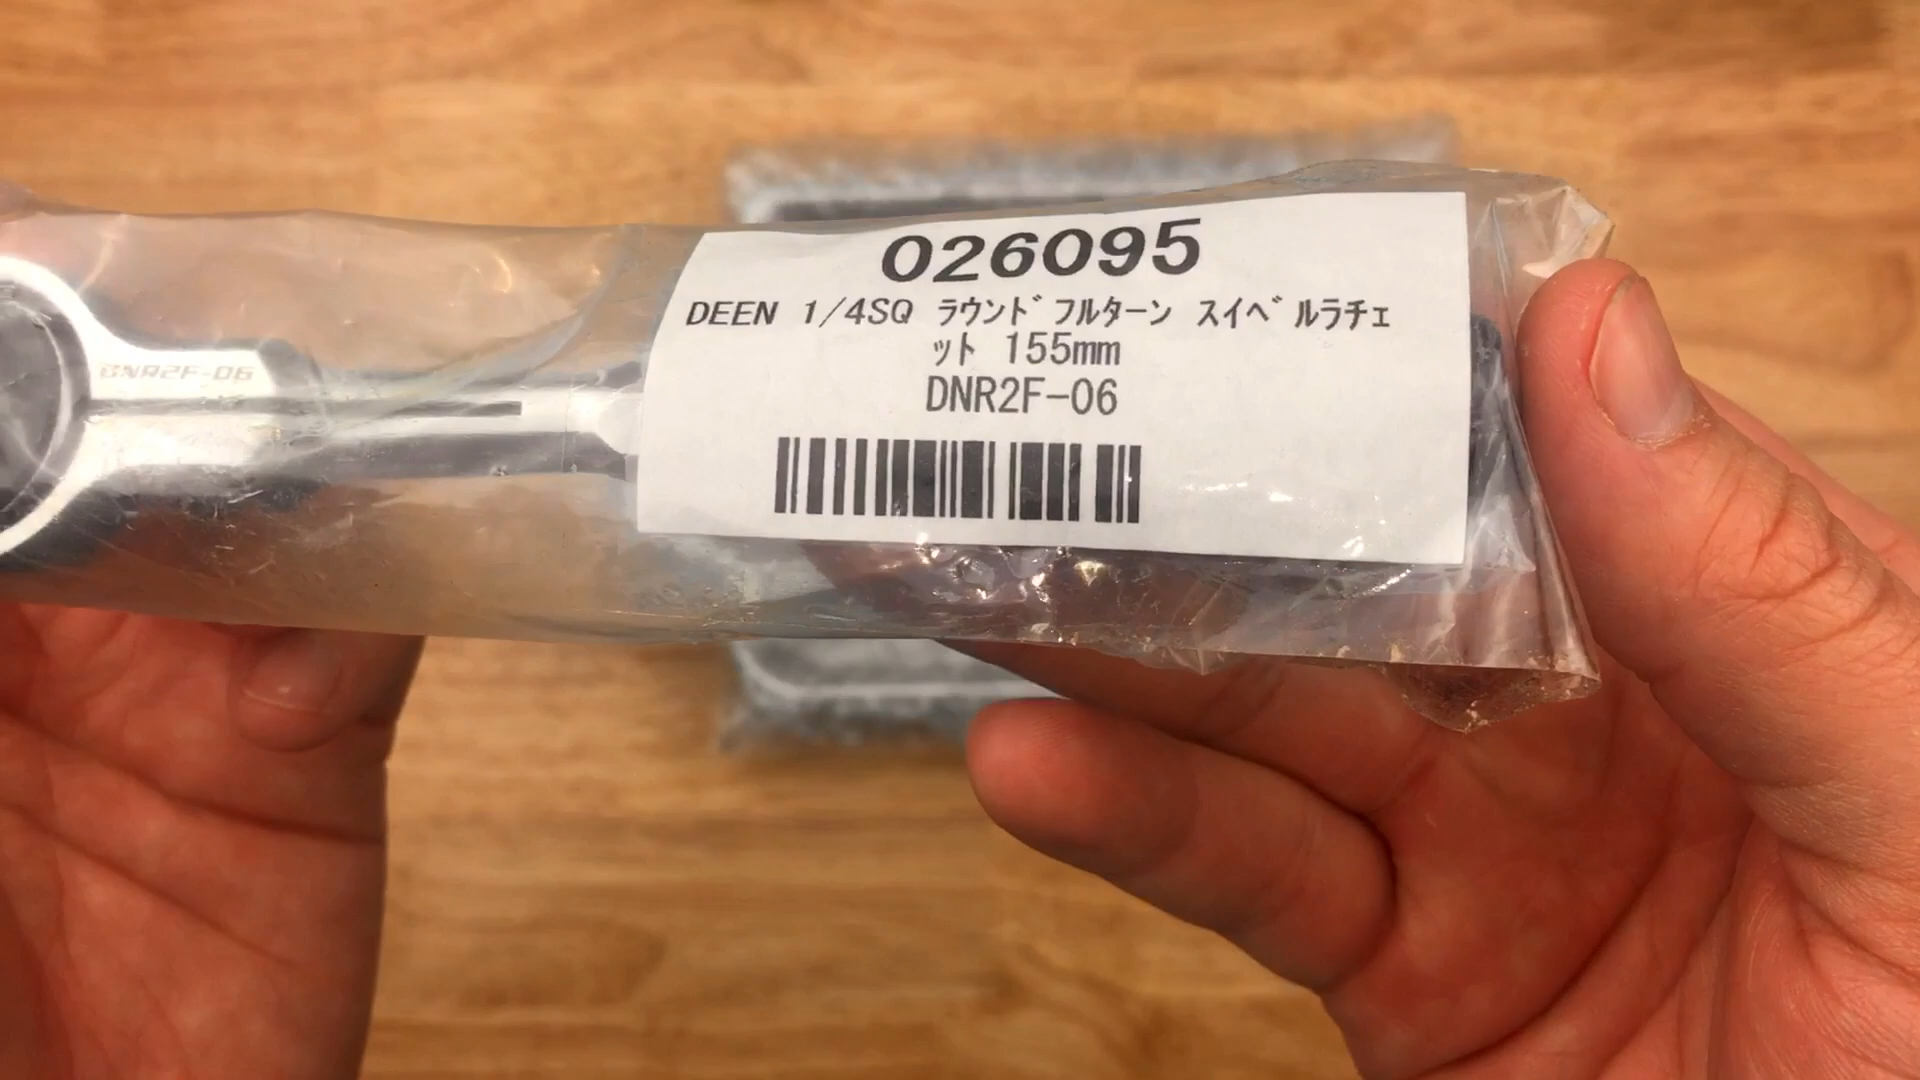 026095
DEEN 1/4SQ ﾗｳﾝﾄﾞﾌﾙﾀｰﾝ ｽｲﾍﾞﾙﾗﾁｪ
ｯﾄ 155mm
DNR2F-06
DNR2F-06